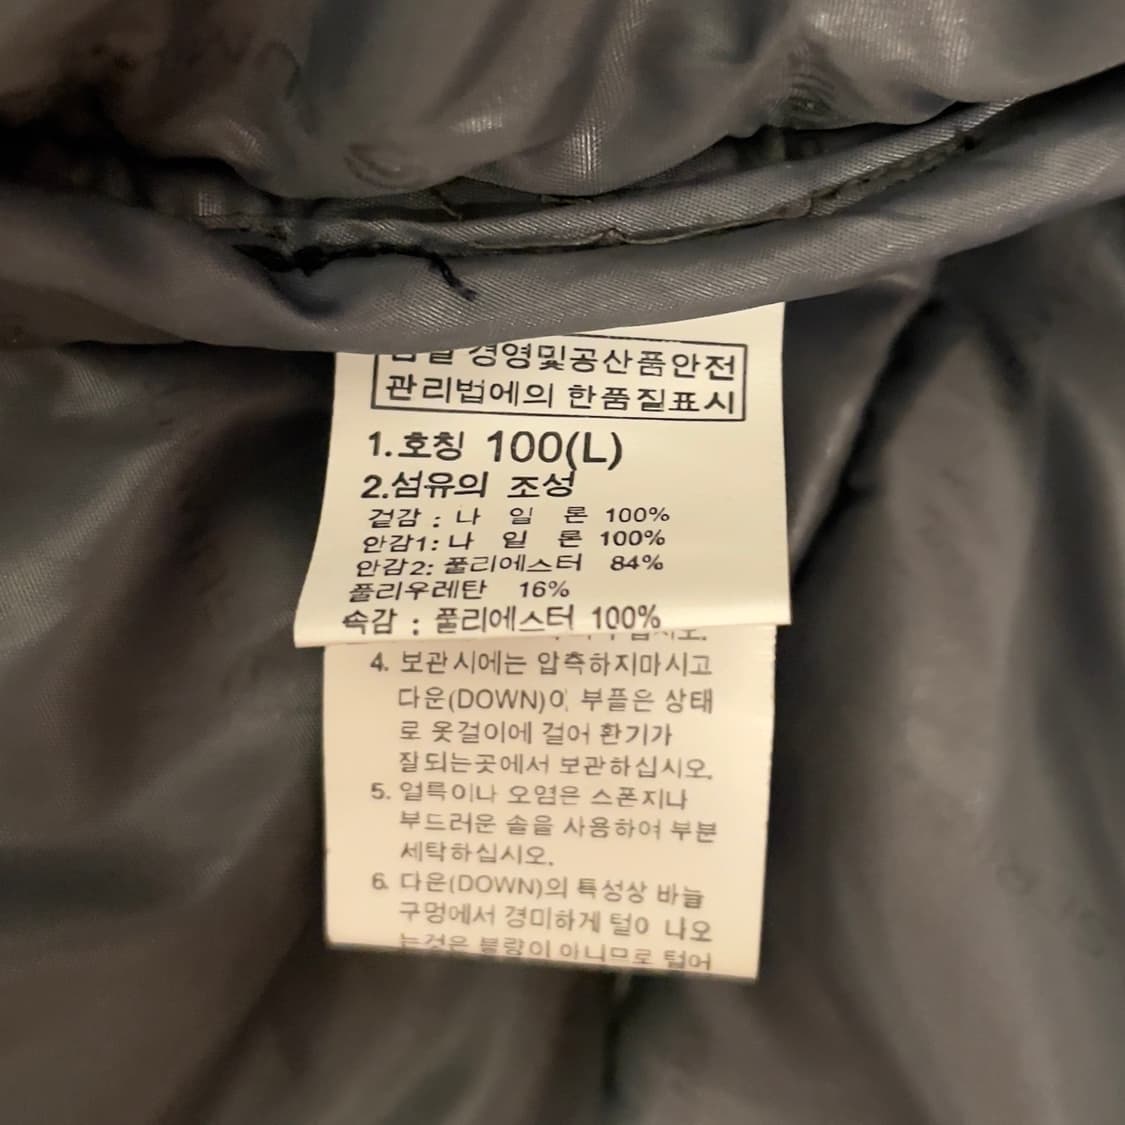 경영및공산품안전
관리법에의 한품질표시
1.호칭 100(L)
2.섬유의 조성
겉감 : 나 일 론 100%
안감1: 나 일 론 100%
안감2: 풀리에스터 84%
풀리우레탄 16%
속감 : 풀리에스터 100%
4. 보관시에는 압축하지마시고
다운(DOWN)이 부플은 상태
로 옷걸이에 걸어 환기가
잘되는곳에서 보관하십시오.
5. 얼룩이나 오염은 스폰지나
부드러운 솔을 사용하여 부분
세탁하십시오.
6. 다운(DOWN)의 특성상 바늘
구멍에서 경미하게 털이 나오
는것은 불량이 아니므로 털어